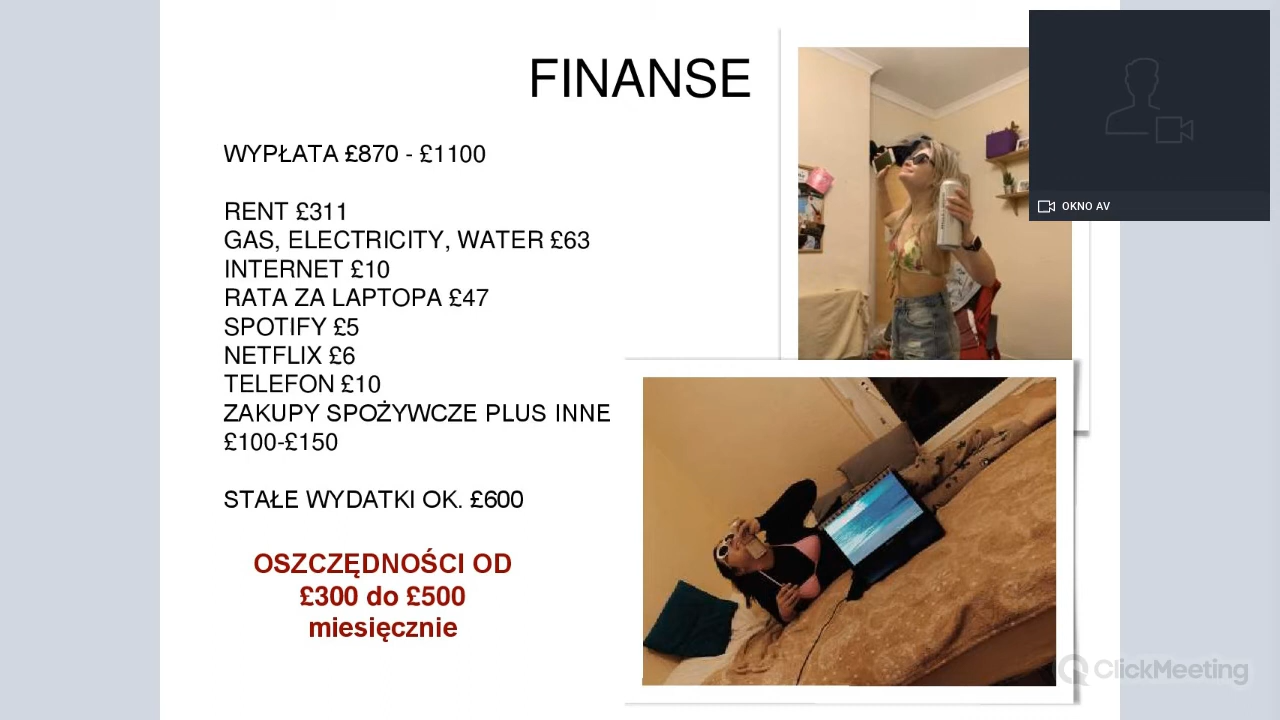 FINANSE
WYPŁATA £870 - £1100
RENT £311
GAS, ELECTRICITY, WATER £63
INTERNET £10
RATA ZA LAPTOPA £47
SPOTIFY £5
NETFLIX £6
TELEFON £10
ZAKUPY SPOŻYWCZE PLUS INNE
£100-£150
STAŁE WYDATKI OK. £600
OSZCZĘDNOŚCI OD
£300 do £500
miesięcznie
OKNO AV
ClickMeeting